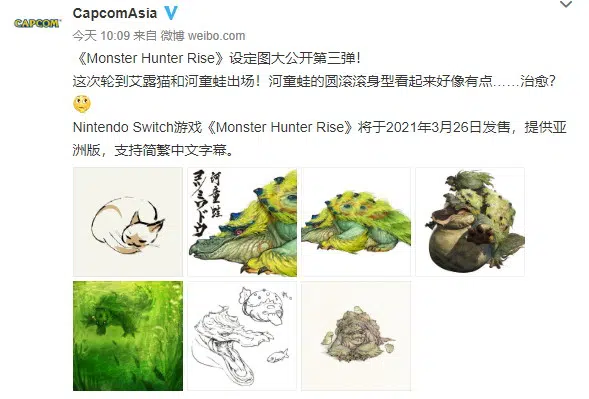 CAPCOM
CapcomAsia
今天 10:09 来自 微博 weibo.com
《Monster Hunter Rise》设定图大公开第三弹！
这次轮到艾露猫和河童蛙出场！河童蛙的圆滚滚身型看起来好像有点……治愈？
Nintendo Switch游戏《Monster Hunter Rise》将于2021年3月26日发售，提供亚
洲版，支持简繁中文字幕。
河童蛙
ヨツミワドウ